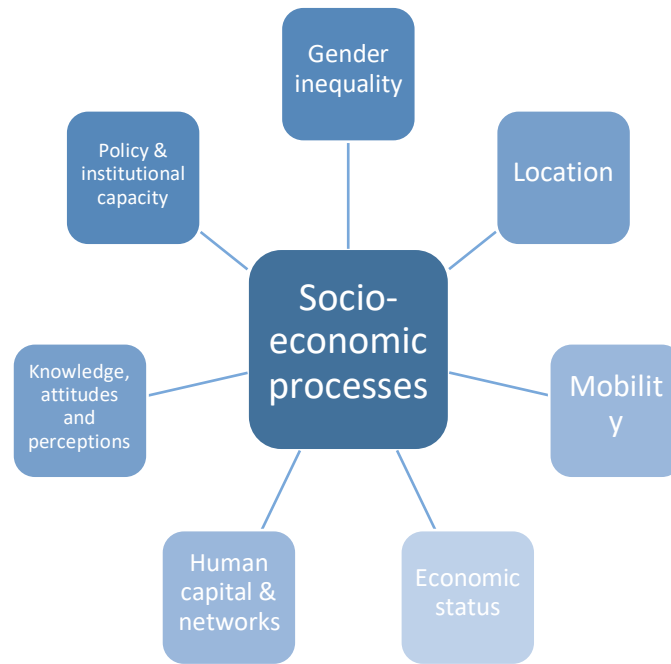 Gender
inequality
Location
Mobilit
y
Economic
status
Human
capital &
networks
Knowledge,
attitudes
and
perceptions
Policy &
institutional
capacity
Socio-
economic
processes